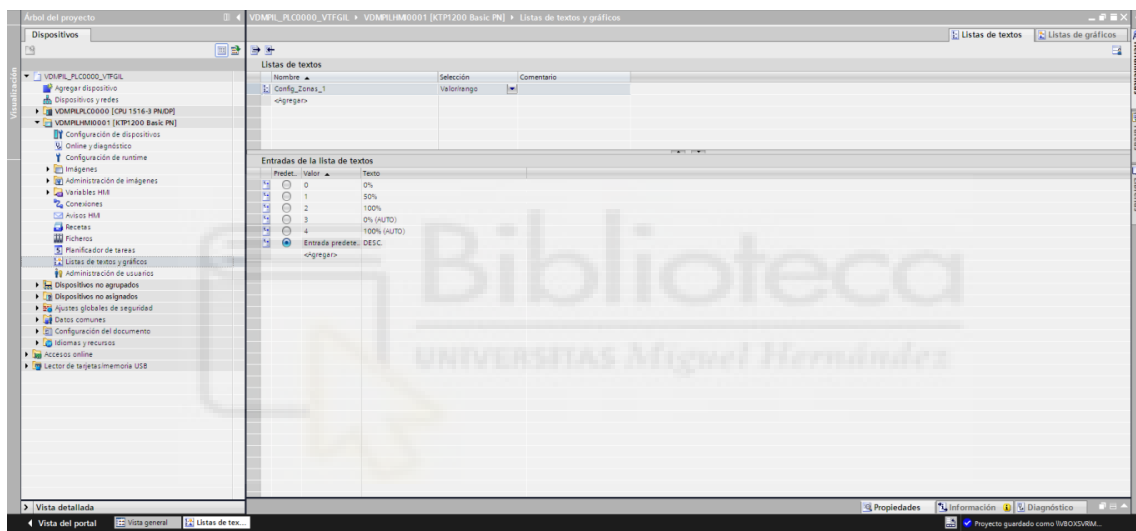 Árbol del proyecto
VDMPIL_PLC0000_VTFGIL ▸ VDMPILHMI0001 [KTP1200 Basic PN] ▸ Listas de textos y gráficos
Dispositivos
Listas de textos
Listas de gráficos
Visualización
VDMPIL_PLC0000_VTFGIL
Agregar dispositivo
Dispositivos y redes
VDMPILPLC0000 [CPU 1516-3 PN/DP]
VDMPILHMI0001 [KTP1200 Basic PN]
Configuración de dispositivos
Online y diagnóstico
Configuración de runtime
Imágenes
Administración de imágenes
Variables HMI
Conexiones
Avisos HMI
Recetas
Ficheros
Planificador de tareas
Listas de textos y gráficos
Administración de usuarios
Dispositivos no agrupados
Dispositivos no asignados
Ajustes globales de seguridad
Datos comunes
Configuración del documento
Idiomas y recursos
Accesos online
Lector de tarjetas/memoria USB
Listas de textos
Nombre Selección Comentario
Config_Zonas_1 Valor/rango
<Agregar>
Entradas de la lista de textos
Predet.. Valor Texto
0 0%
1 50%
2 100%
3 0% (AUTO)
4 100% (AUTO)
Entrada predete.. DESC.
<Agregar>
Biblioteca
UNIVERSITAS Miguel Hernández
Vista detallada
Propiedades
Información
Diagnóstico
Vista del portal
Vista general
Listas de tex...
Proyecto guardado como \\VBOXSVR\M...